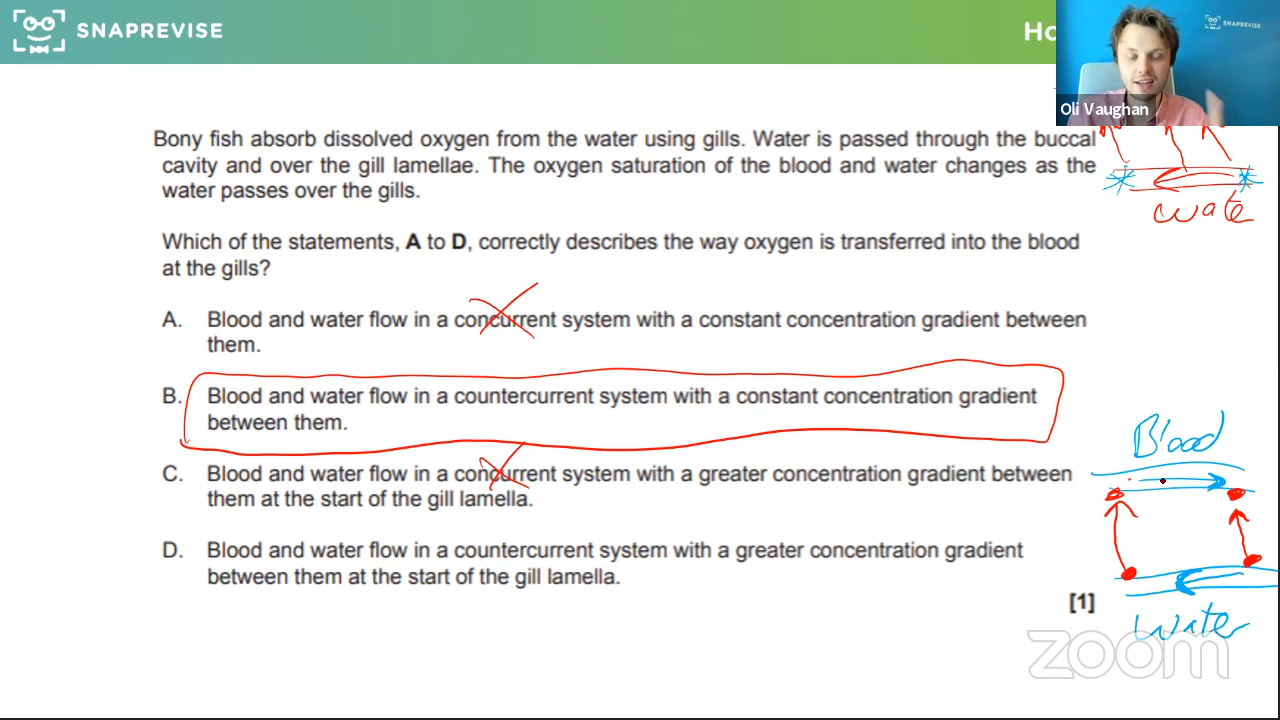 SNAPREVISE
Ho
SNAPREVISE
Oli Vaughan
Bony fish absorb dissolved oxygen from the water using gills. Water is passed through the buccal
cavity and over the gill lamellae. The oxygen saturation of the blood and water changes as the
water passes over the gills.
wate
Which of the statements, A to D, correctly describes the way oxygen is transferred into the blood
at the gills?
A. Blood and water flow in a concurrent system with a constant concentration gradient between
them.
B. Blood and water flow in a countercurrent system with a constant concentration gradient
between them.
C. Blood and water flow in a concurrent system with a greater concentration gradient between
them at the start of the gill lamella.
D. Blood and water flow in a countercurrent system with a greater concentration gradient
between them at the start of the gill lamella.
[1]
Blood
Water
zoom